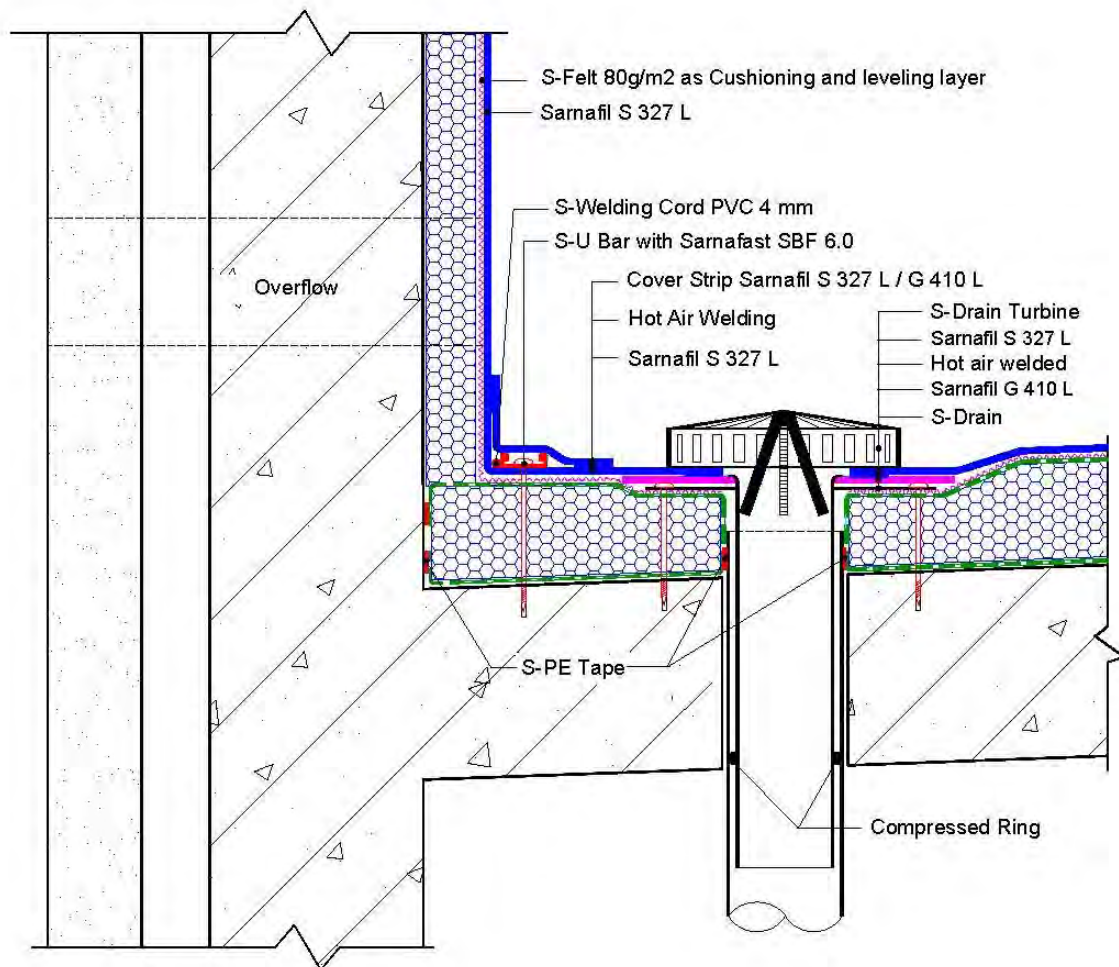 S-Felt 80g/m2 as Cushioning and leveling layer
Sarnafil S 327 L
S-Welding Cord PVC 4 mm
S-U Bar with Sarnafast SBF 6.0
Overflow
Cover Strip Sarnafil S 327 L / G 410 L
Hot Air Welding
Sarnafil S 327 L
S-Drain Turbine
Sarnafil S 327 L
Hot air welded
Sarnafil G 410 L
S-Drain
S-PE Tape
Compressed Ring